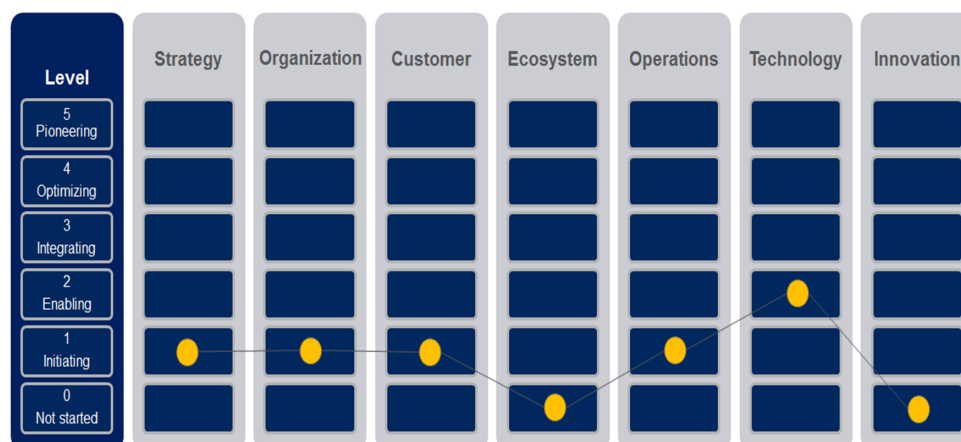 Level
Strategy
Organization
Customer
Ecosystem
Operations
Technology
Innovation
5
Pioneering
4
Optimizing
3
Integrating
2
Enabling
1
Initiating
0
Not started